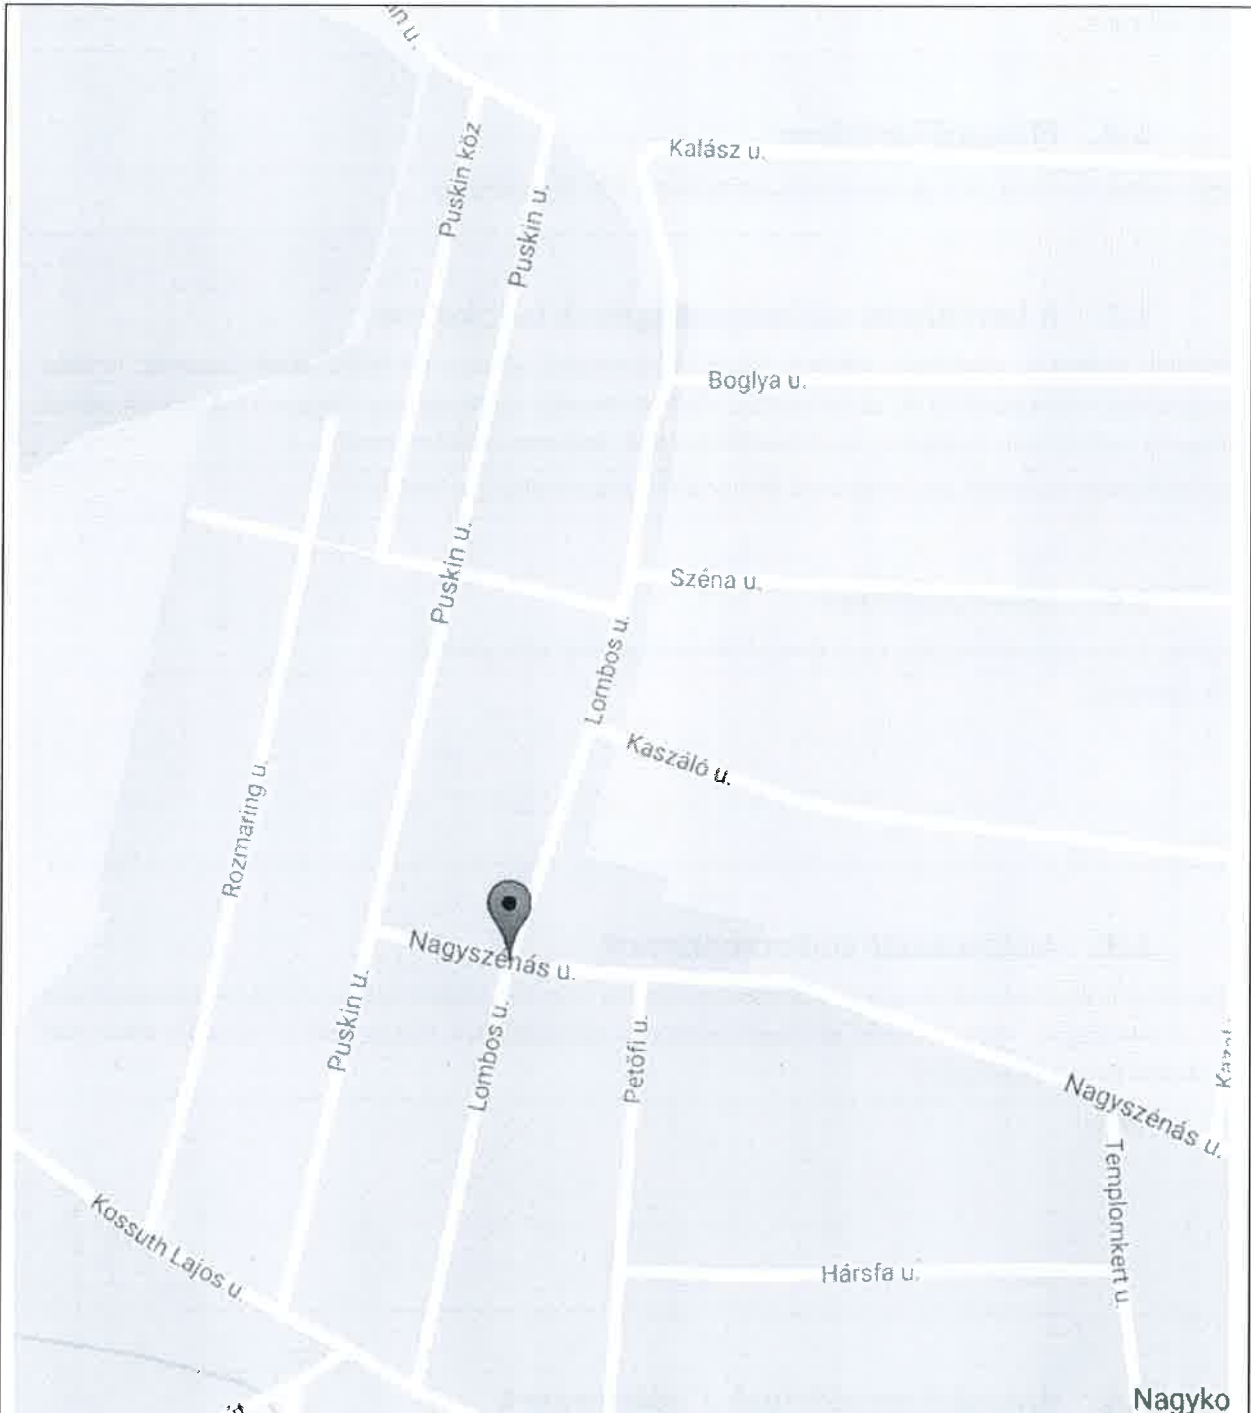 in u.
Puskin köz
Kalász u.
Puskin u.
Boglya u.
Puskin u.
Széna u.
Lombos u.
Kaszáló u.
Rozmaring u.
Nagyszénás u.
Puskin u.
Lombos u.
Petőfi u.
Nagyszénás u.
Templomkert u.
Kossuth Lajos u.
Hársfa u.
Nagyko